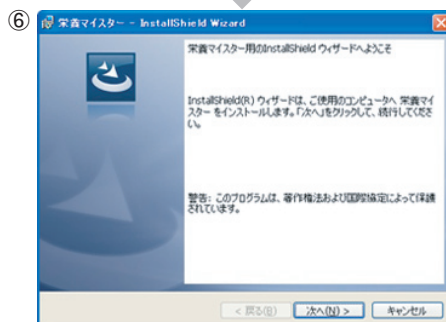 ⑥
栄養マイスター - InstallShield Wizard
栄養マイスター用のInstallShield ウィザードへようこそ
InstallShield(R) ウィザードは、ご使用のコンピュータへ 栄養マイ
スター をインストールします。「次へ」をクリックして、続行してくださ
い。
警告: このプログラムは、著作権法および国際協定によって保護
されています。
< 戻る(B)
次へ(N) >
キャンセル